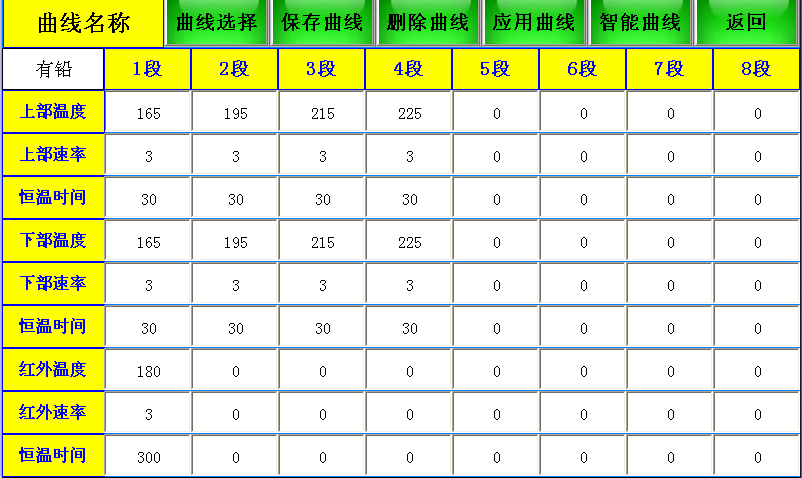 曲线名称 曲线选择 保存曲线 删除曲线 应用曲线 智能曲线 返回
有铅 1段 2段 3段 4段 5段 6段 7段 8段
上部温度 165 195 215 225 0 0 0 0
上部速率 3 3 3 3 0 0 0 0
恒温时间 30 30 30 30 0 0 0 0
下部温度 165 195 215 225 0 0 0 0
下部速率 3 3 3 3 0 0 0 0
恒温时间 30 30 30 30 0 0 0 0
红外温度 180 0 0 0 0 0 0 0
红外速率 3 0 0 0 0 0 0 0
恒温时间 300 0 0 0 0 0 0 0